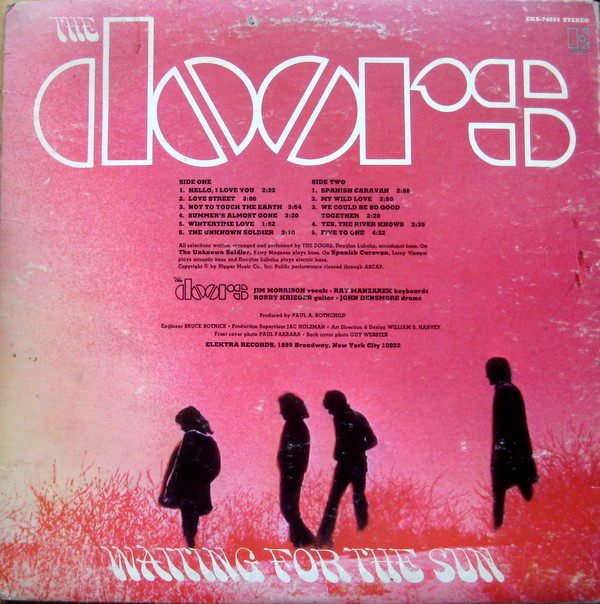 THE
EKS-74024 STEREO
doors
E
SIDE ONE
1. HELLO, I LOVE YOU 2:22
2. LOVE STREET 3:06
3. NOT TO TOUCH THE EARTH 3:54
4. SUMMER'S ALMOST GONE 3:20
5. WINTERTIME LOVE 1:52
6. THE UNKNOWN SOLDIER 3:10
SIDE TWO
1. SPANISH CARAVAN 2:58
2. MY WILD LOVE 2:50
3. WE COULD BE SO GOOD
TOGETHER 2:20
4. YES, THE RIVER KNOWS 2:35
5. FIVE TO ONE 4:22
All selections written, arranged and performed by THE DOORS. Douglas Lubahn, occasional bass. On
The Unknown Soldier, Kerry Magness plays bass. On Spanish Caravan, Leroy Vinegar
plays acoustic bass and Douglas Lubahn plays electric bass.
Copyright © by Nipper Music Co., Inc. Public performance cleared through ASCAP.
THE doors
JIM MORRISON vocals • RAY MANZAREK keyboards
ROBBY KRIEGER guitar • JOHN DENSMORE drums
Produced by PAUL A. ROTHCHILD
Engineer BRUCE BOTNICK • Production Supervisor JAC HOLZMAN • Art Direction & Design WILLIAM S. HARVEY
Front cover photo PAUL FERRARA • Back cover photo GUY WEBSTER
ELEKTRA RECORDS, 1855 Broadway, New York City 10023
WAITING FOR THE SUN